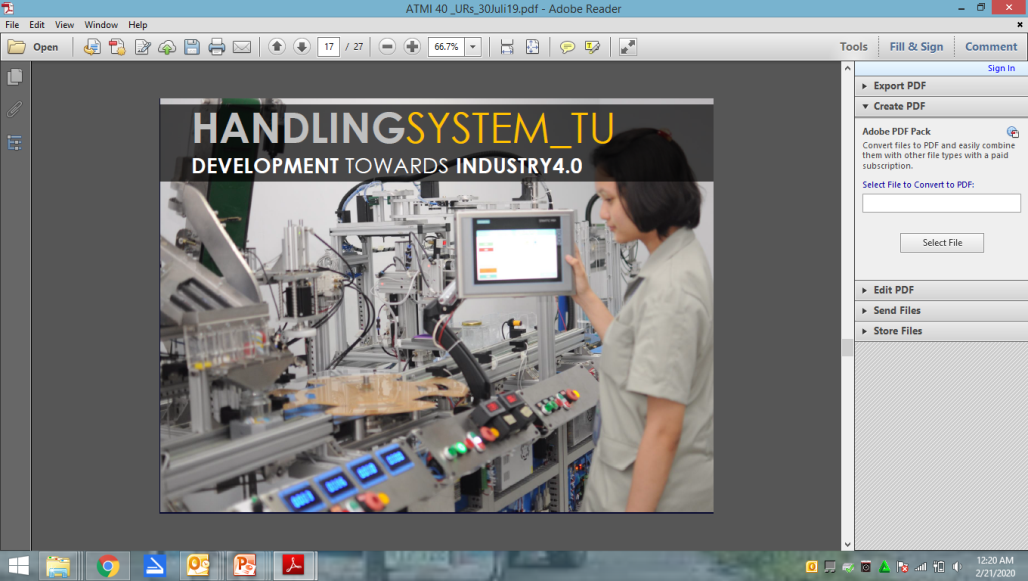 ATMI 40 _URs_30Juli19.pdf - Adobe Reader
File Edit View Window Help
Open 17 / 27 66.7% Tools Fill & Sign Comment
Sign In
Export PDF
Create PDF
Adobe PDF Pack
Convert files to PDF and easily combine
them with other file types with a paid
subscription.
Select File to Convert to PDF:
Select File
Edit PDF
Send Files
Store Files
HANDLINGSYSTEM_TU
DEVELOPMENT TOWARDS INDUSTRY4.0
12:20 AM
2/21/2020